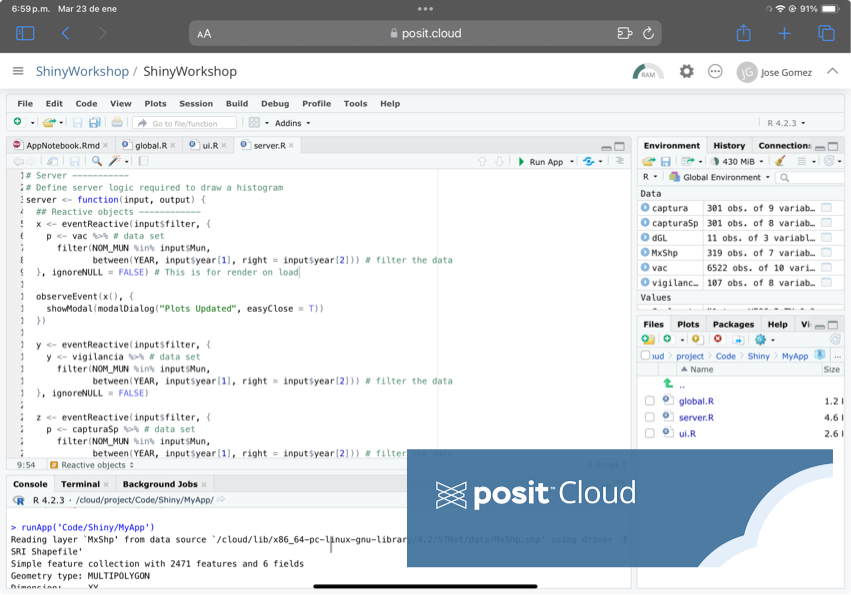 6:59 p.m. Mar 23 de ene
91%
AA
posit.cloud
ShinyWorkshop / ShinyWorkshop
RAM
JG
Jose Gomez
File Edit Code View Plots Session Build Debug Profile Tools Help
Go to file/function
Addins
R 4.2.3
AppNotebook.Rmd
global.R
ui.R
server.R
Run App
# Server -----------
# Define server logic required to draw a histogram
server <- function(input, output) {
## Reactive objects ------------
x <- eventReactive(input$filter, {
p <- vac %>% # data set
filter(NOM_MUN %in% input$Mun,
between(YEAR, input$year[1], right = input$year[2])) # filter the data
}, ignoreNULL = FALSE) # This is for render on load
observeEvent(x(), {
showModal(modalDialog("Plots Updated", easyClose = T))
})
y <- eventReactive(input$filter, {
y <- vigilancia %>% # data set
filter(NOM_MUN %in% input$Mun,
between(YEAR, input$year[1], right = input$year[2])) # filter the data
}, ignoreNULL = FALSE)
z <- eventReactive(input$filter, {
p <- capturaSp %>% # data set
filter(NOM_MUN %in% input$Mun,
between(YEAR, input$year[1], right = input$year[2])) # filter the data
9:54
Reactive objects
Console Terminal Background Jobs
R 4.2.3 · /cloud/project/Code/Shiny/MyApp/
> runApp('Code/Shiny/MyApp')
Reading layer `MxShp' from data source `/cloud/lib/x86_64-pc-linux-gnu-library/4.2/STMet/data/MxShp.shp' using driver `E
SRI Shapefile'
Simple feature collection with 2471 features and 6 fields
Geometry type: MULTIPOLYGON
Dimension: XY
Environment History Connections
430 MiB
R
Global Environment
Data
captura 301 obs. of 9 variab…
capturaSp 301 obs. of 8 variab…
dGL 11 obs. of 3 variabl…
MxShp 319 obs. of 7 variab…
vac 6522 obs. of 10 vari…
vigilanc… 107 obs. of 8 variab…
Values
Files Plots Packages Help Vi
oud project Code Shiny MyApp ...
Name Size
..
global.R 1.2
server.R 4.6
ui.R 2.6
posit™ Cloud